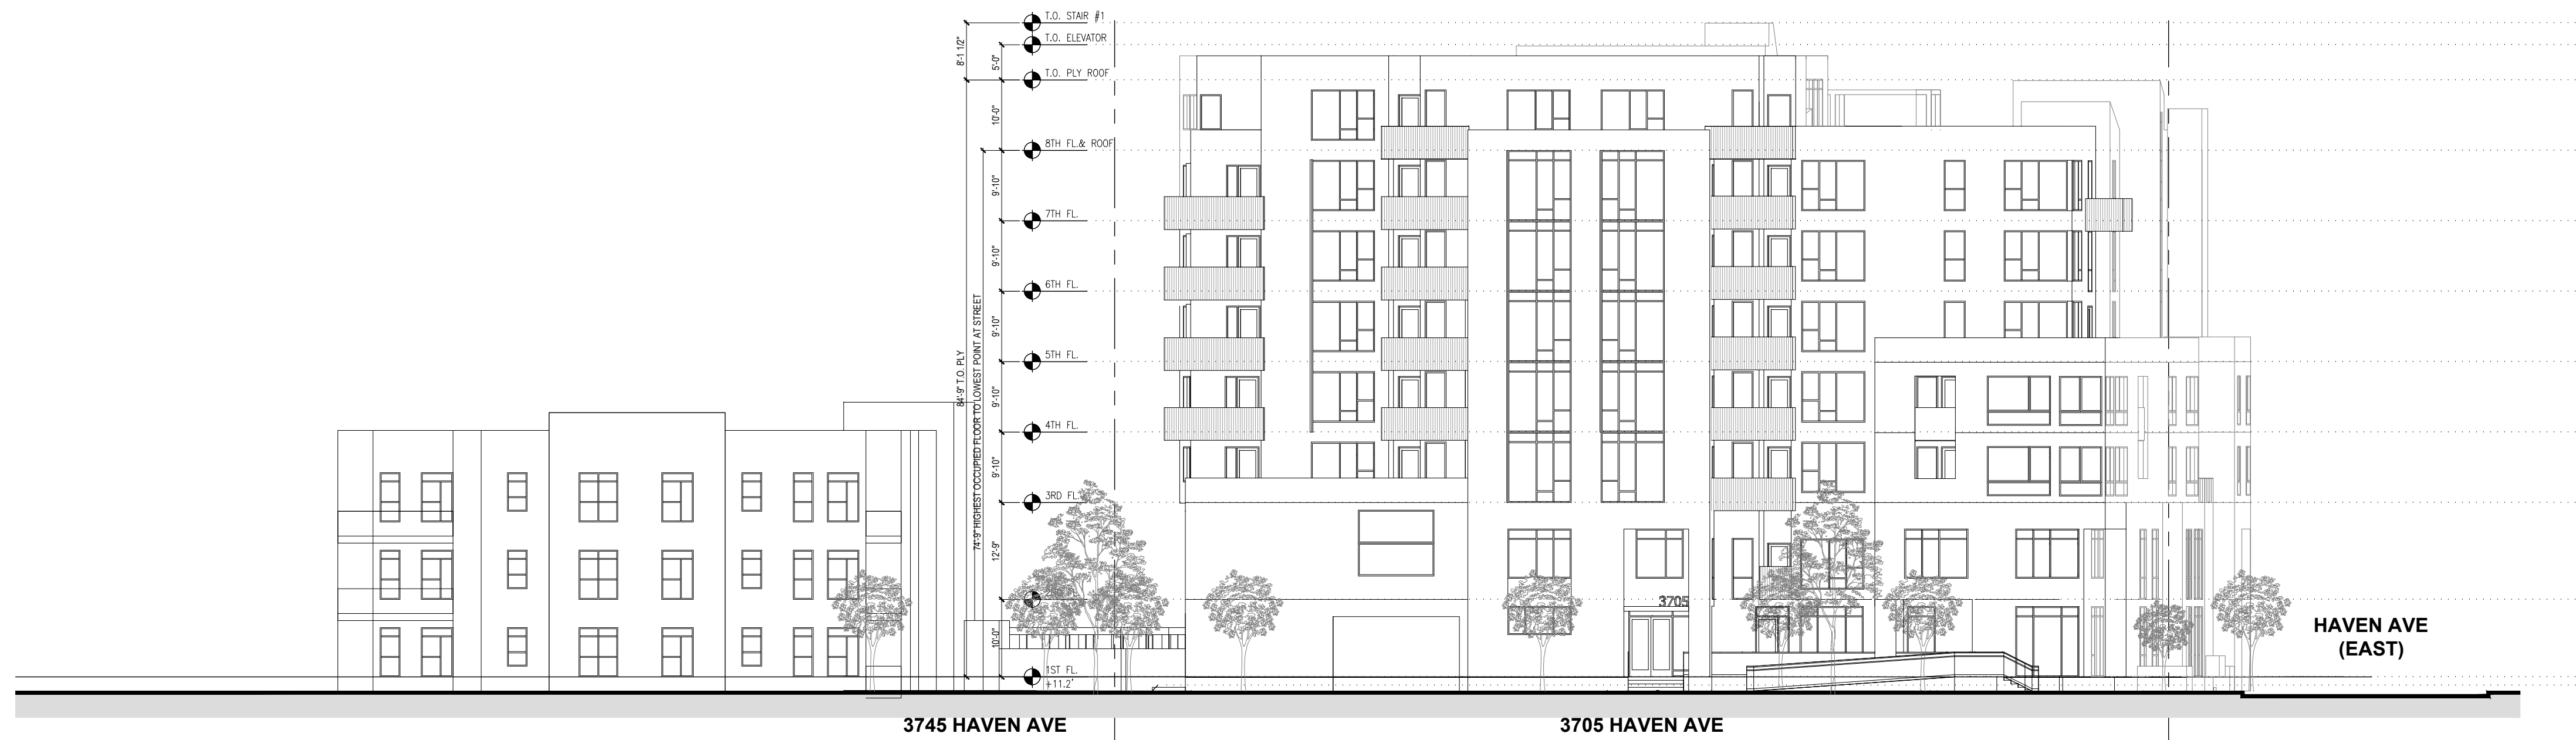 T.O. STAIR #1
T.O. ELEVATOR
T.O. PLY ROOF
8TH FL.& ROOF
7TH FL.
6TH FL.
5TH FL.
4TH FL.
3RD FL.
1ST FL.
+11.2'
8'-1 1/2"
5'-0"
10'-0"
9'-10"
9'-10"
9'-10"
9'-10"
9'-10"
12'-9"
10'-0"
84'-9" T.O. PLY
74'-9" HIGHEST OCCUPIED FLOOR TO LOWEST POINT AT STREET
3705
HAVEN AVE
(EAST)
3745 HAVEN AVE
3705 HAVEN AVE